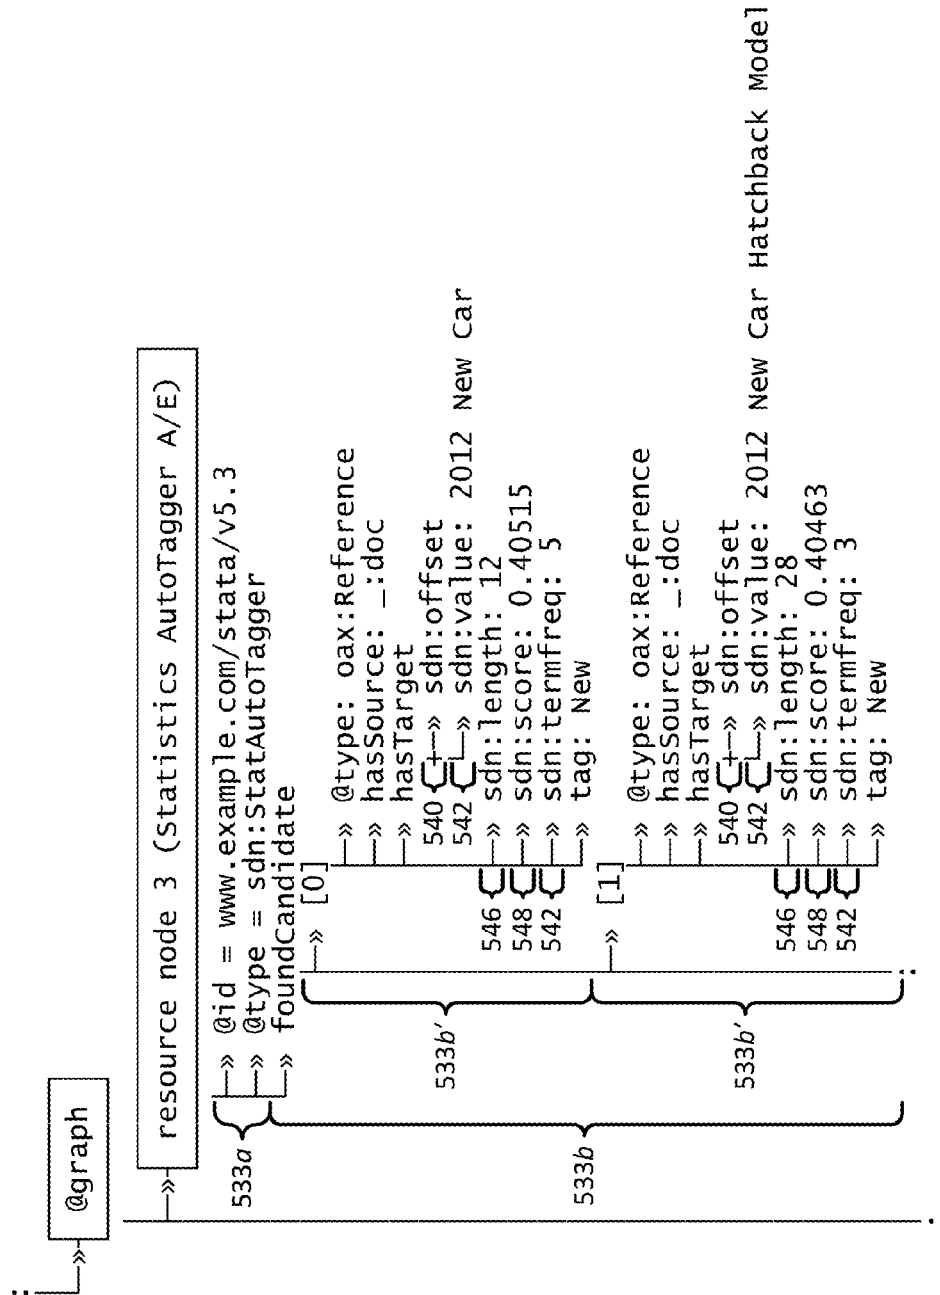 @graph
resource node 3 (Statistics AutoTagger A/E)
533a
@id = www.example.com/stata/v5.3
@type = sdn:statAutoTagger
533b
foundCandidate
533b'
[0]
@type: oax:Reference
hasSource: _:doc
hasTarget
540 sdn:offset
542 sdn:value: 2012 New Car
546 sdn:length: 12
548 sdn:score: 0.40515
542 sdn:termfreq: 5
tag: New
533b'
[1]
@type: oax:Reference
hasSource: _:doc
hasTarget
540 sdn:offset
542 sdn:value: 2012 New Car Hatchback Model
546 sdn:length: 28
548 sdn:score: 0.40463
542 sdn:termfreq: 3
tag: New